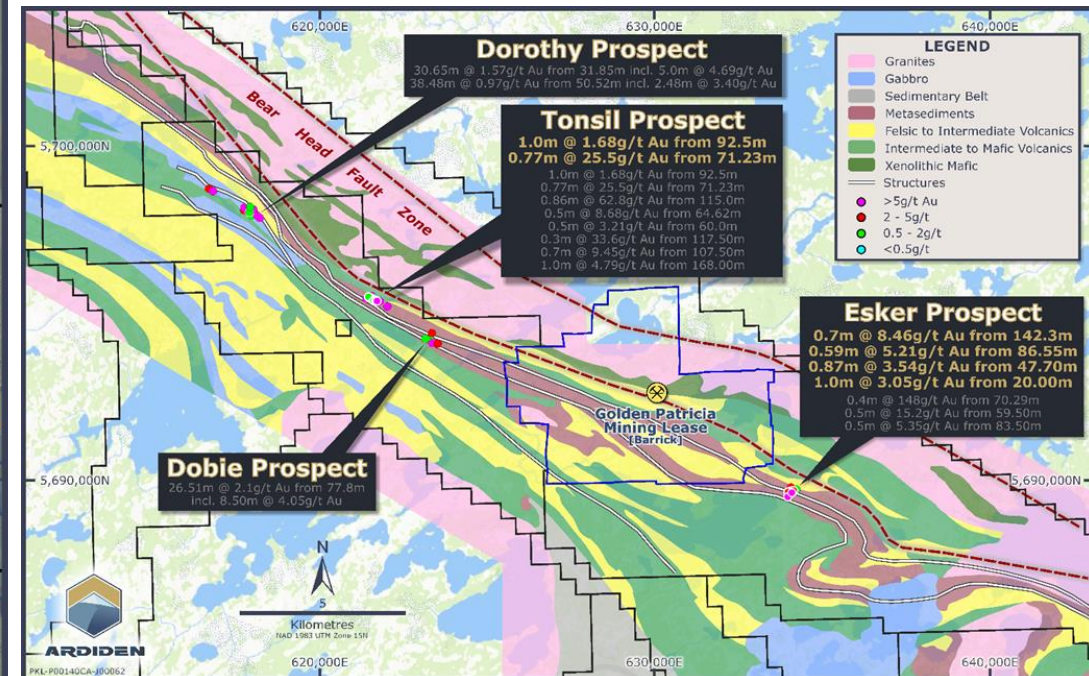 620,000E
630,000E
640,000E
Dorothy Prospect
30.65m @ 1.57g/t Au from 31.85m incl. 5.0m @ 4.69g/t Au
38.48m @ 0.97g/t Au from 50.52m incl. 2.48m @ 3.40g/t Au
LEGEND
Granites
Gabbro
Sedimentary Belt
Metasediments
Felsic to Intermediate Volcanics
Intermediate to Mafic Volcanics
Xenolithic Mafic
Structures
>5g/t Au
2 - 5g/t
0.5 - 2g/t
<0.5g/t
Bear Head Fault Zone
5,700,000N
Tonsil Prospect
1.0m @ 1.68g/t Au from 92.5m
0.77m @ 25.5g/t Au from 71.23m
1.0m @ 1.68g/t Au from 92.5m
0.77m @ 25.5g/t Au from 71.23m
0.86m @ 62.8g/t Au from 115.0m
0.5m @ 8.68g/t Au from 64.62m
0.5m @ 3.21g/t Au from 60.0m
0.3m @ 33.6g/t Au from 117.50m
0.7m @ 9.45g/t Au from 107.50m
1.0m @ 4.79g/t Au from 168.00m
Esker Prospect
0.7m @ 8.46g/t Au from 142.3m
0.59m @ 5.21g/t Au from 86.55m
0.87m @ 3.54g/t Au from 47.70m
1.0m @ 3.05g/t Au from 20.00m
0.4m @ 148g/t Au from 70.29m
0.5m @ 15.2g/t Au from 59.50m
0.5m @ 5.35g/t Au from 83.50m
Golden Patricia
Mining Lease
[Barrick]
Dobie Prospect
26.51m @ 2.1g/t Au from 77.8m
incl. 8.50m @ 4.05g/t Au
5,690,000N
5,690,000N
N
5
Kilometres
NAD 1983 UTM Zone 15N
ARDIDEN
PKL-P00140CA-J00062
620,000E
630,000E
640,000E